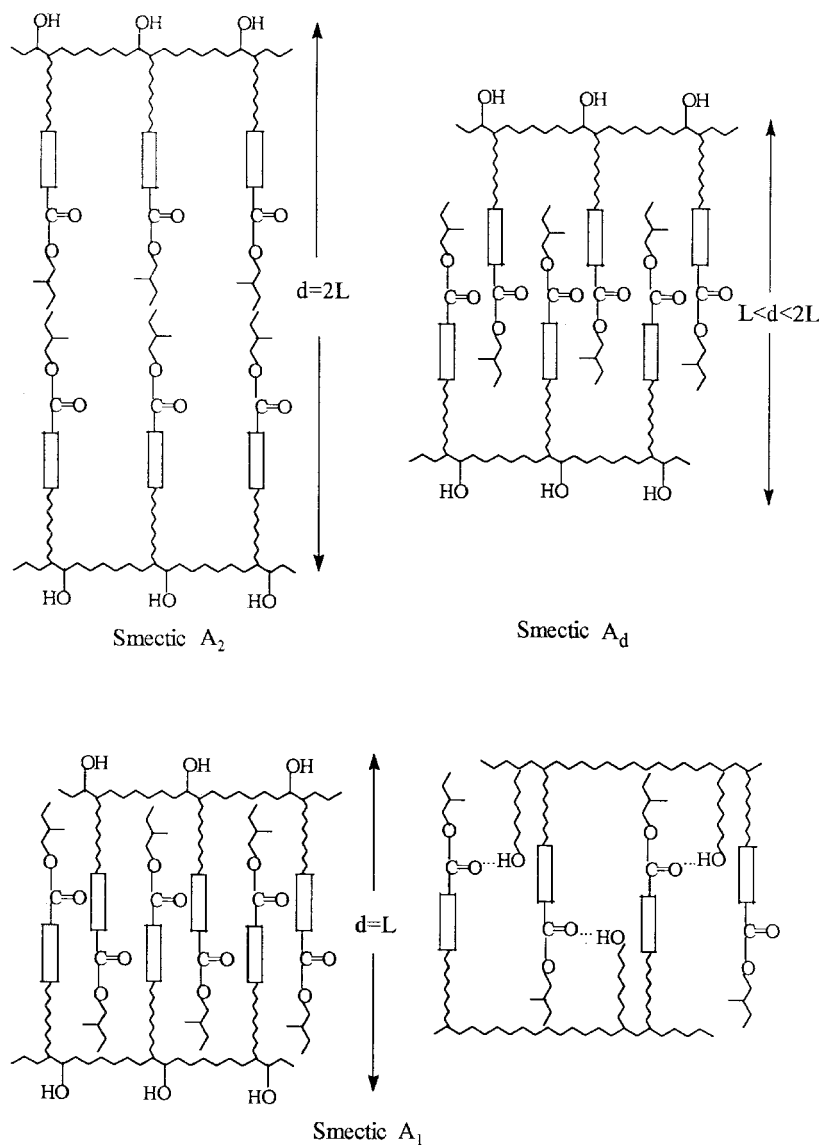 OH OH OH
C=O C=O C=O
O O O
d=2L
O O O
C=O C=O C=O
HO HO HO
Smectic A₂
OH OH OH
O O O
C=O C=O C=O C=O C=O C=O
O O O
L<d<2L
HO HO HO
Smectic A_d
OH OH OH
O O O
C=O C=O C=O
C=O C=O C=O
O O O
d=L
HO HO HO
O O
C=O HO C=O HO
C=O HO C=O
O O
Smectic A₁